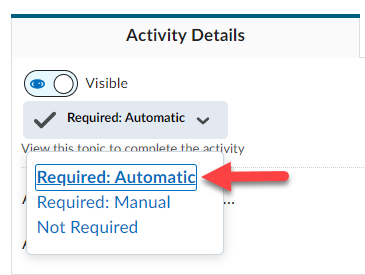 Activity Details
Visible
Required: Automatic
View this topic to complete the activity
Required: Automatic
Required: Manual
Not Required